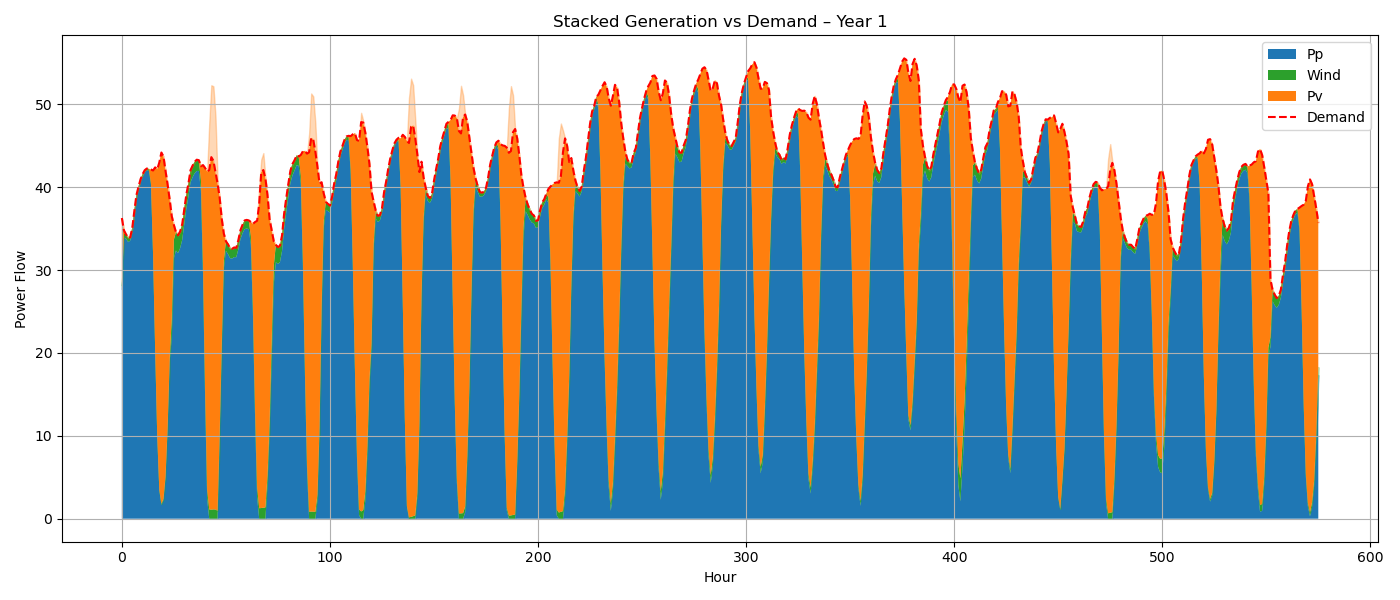 Stacked Generation vs Demand – Year 1
Pp
Wind
Pv
Demand
Power Flow
50
40
30
20
10
0
0 100 200 300 400 500 600
Hour